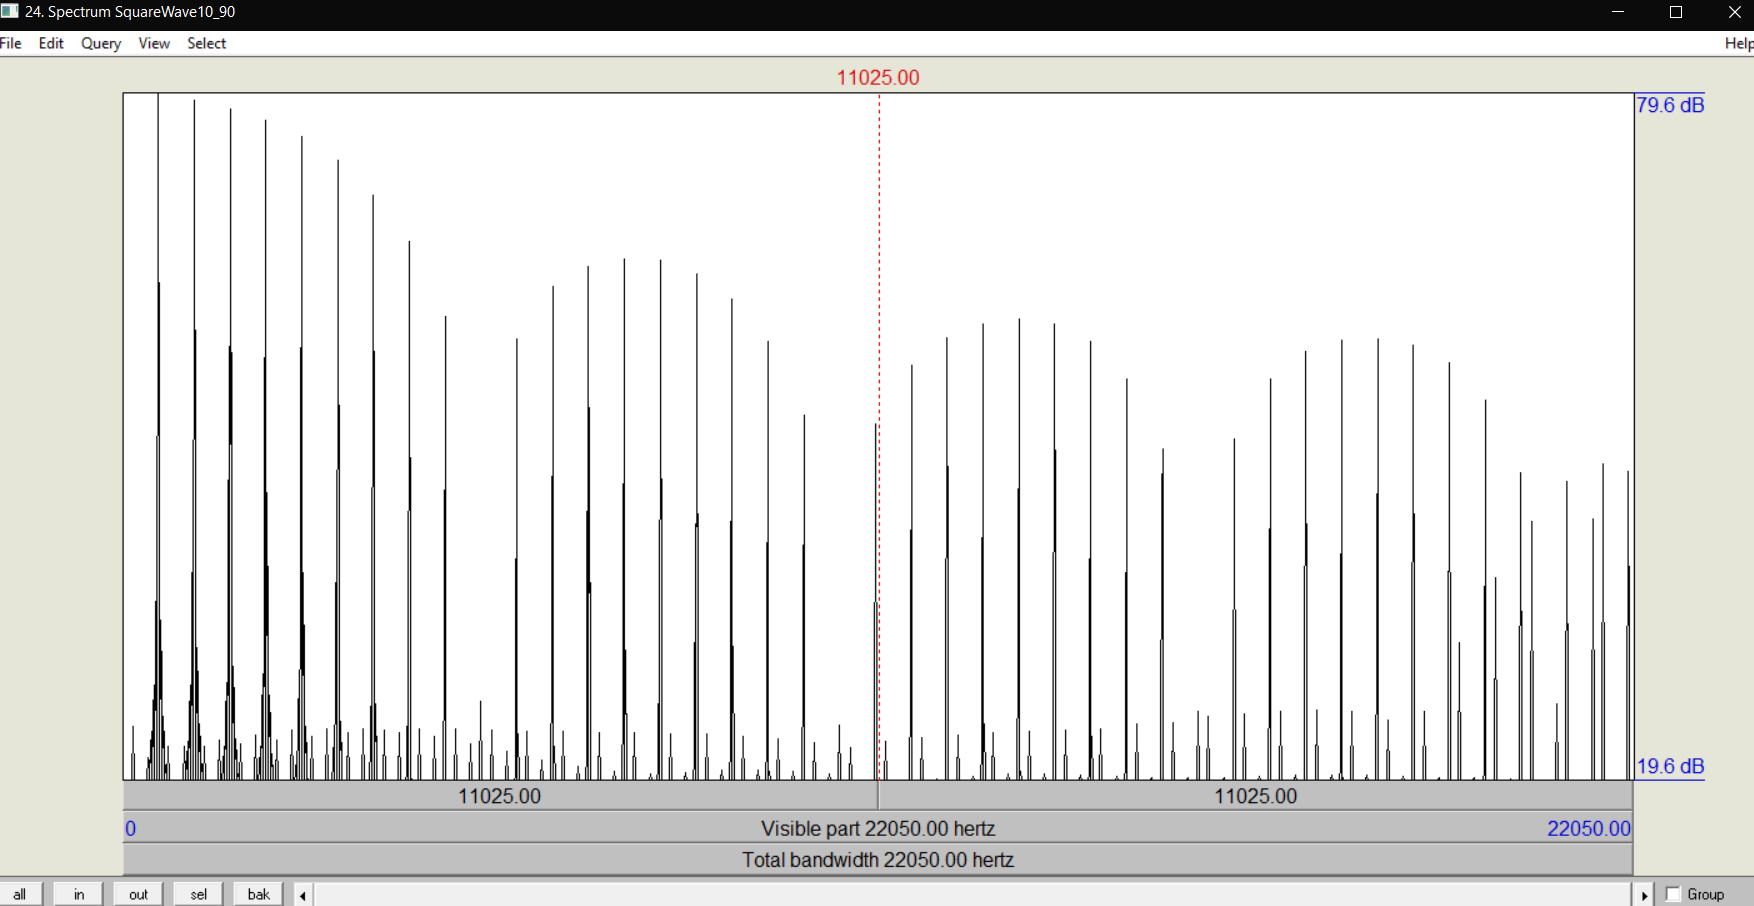 24. Spectrum SquareWave10_90
File Edit Query View Select Help
11025.00
79.6 dB
19.6 dB
11025.00 11025.00
0 Visible part 22050.00 hertz 22050.00
Total bandwidth 22050.00 hertz
all in out sel bak Group